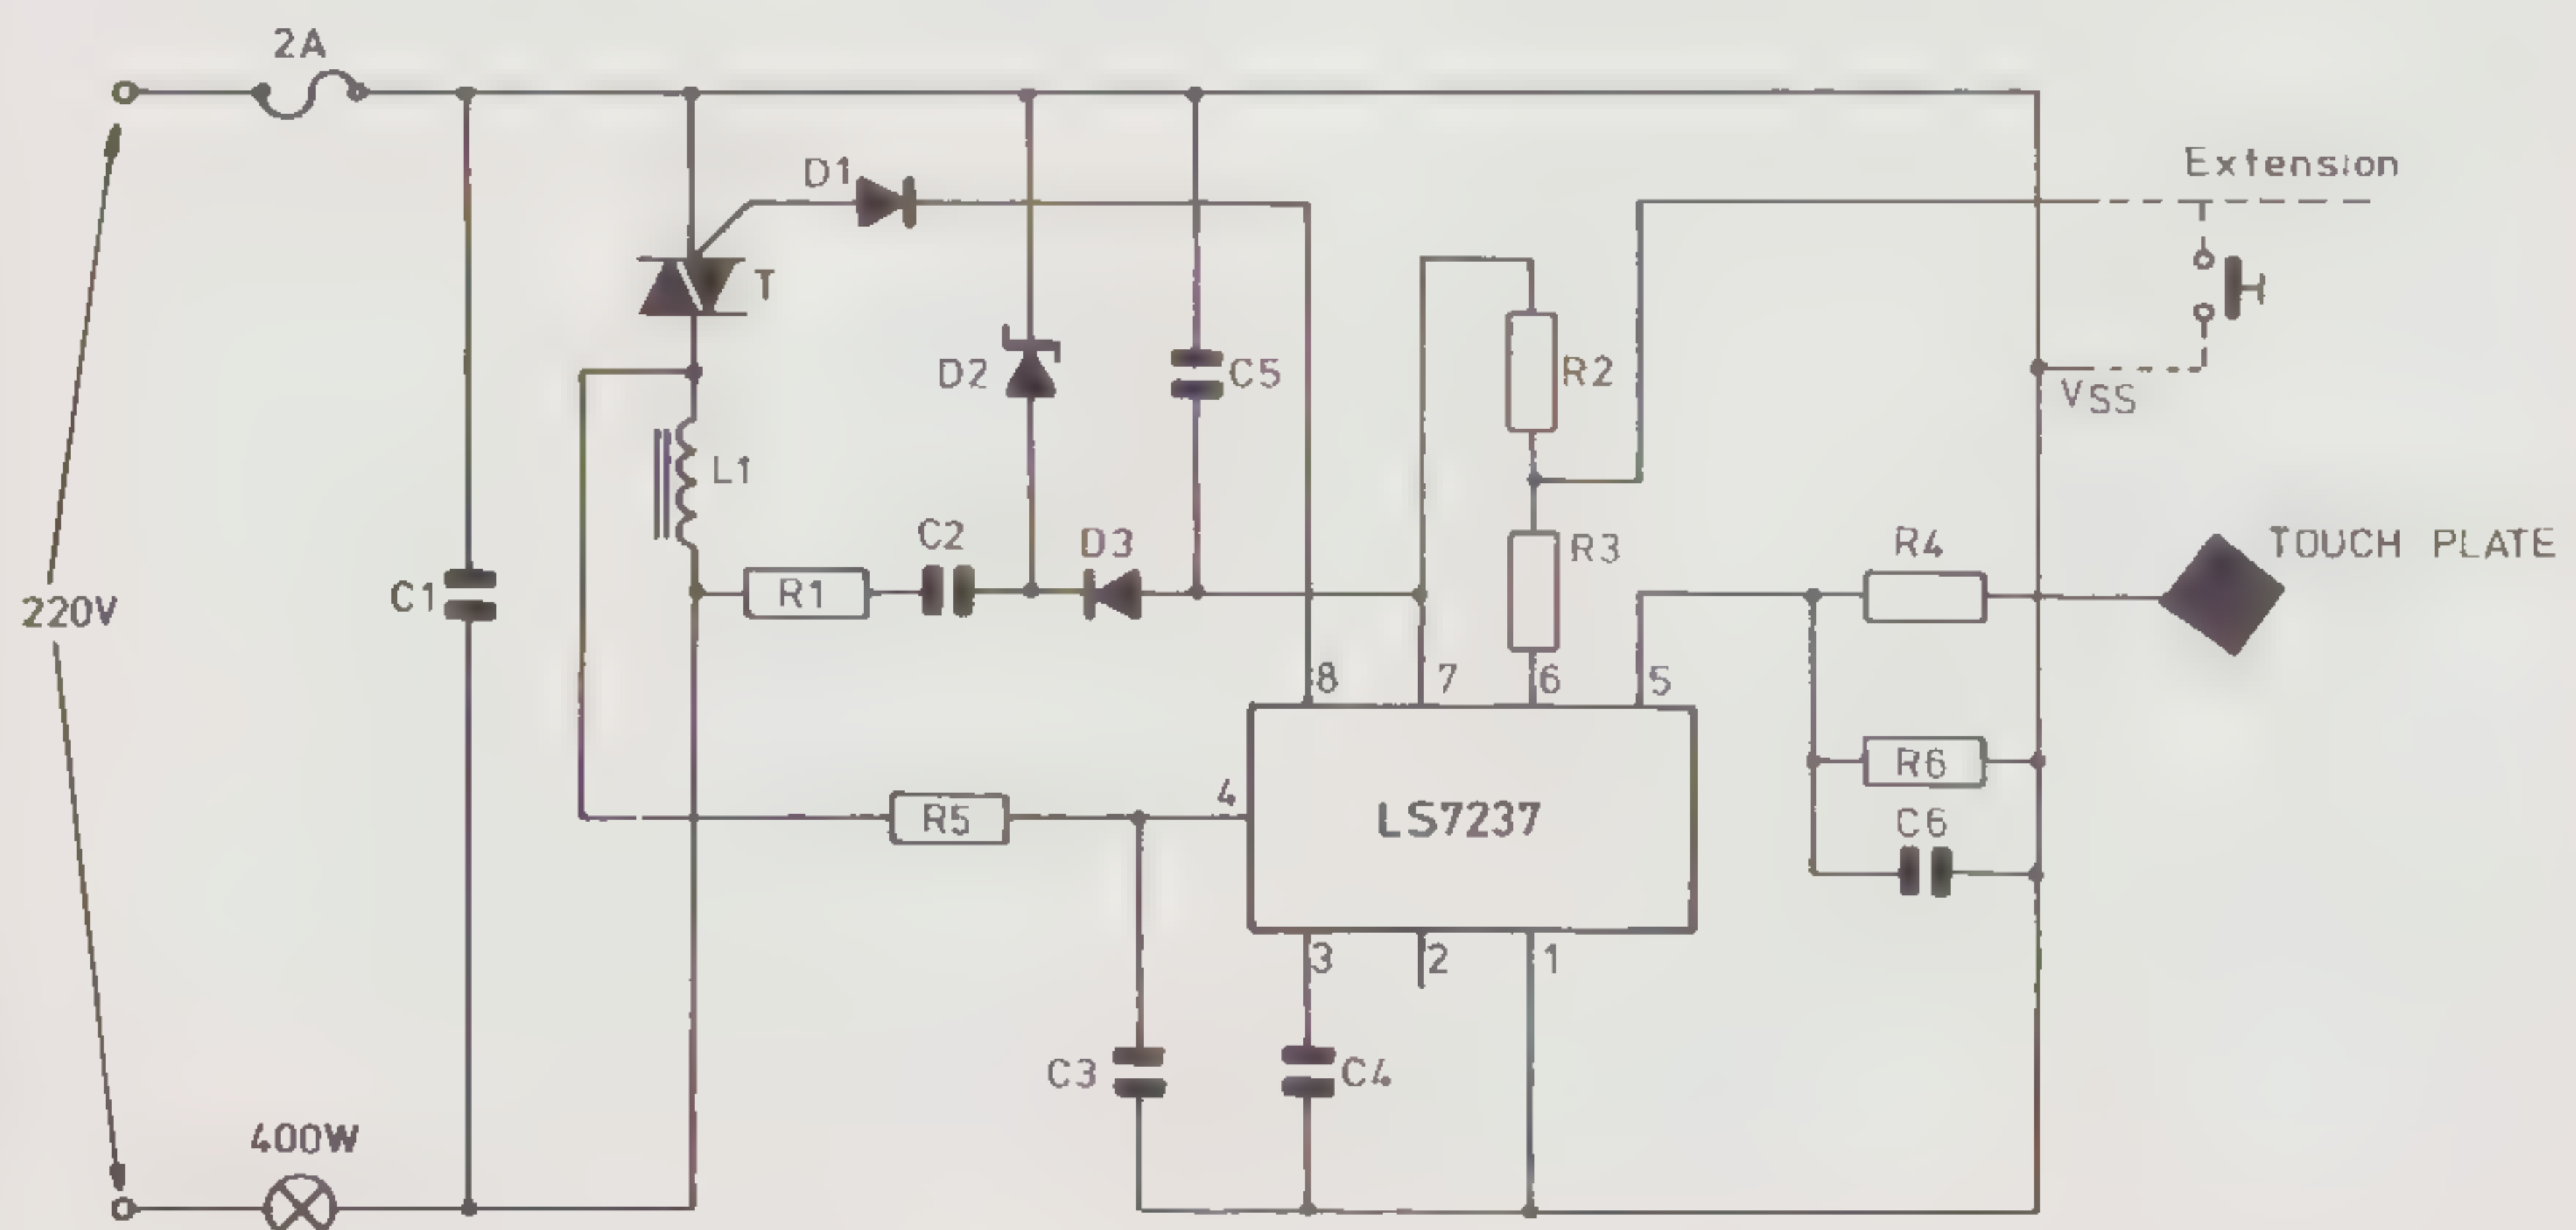 2A
Extension
D1
T
D2
C5
R2
VSS
L1
C2
D3
R3
R4
TOUCH PLATE
C1
R1
220V
8
7
6
5
4
R5
LS7237
R6
C6
3
2
1
C3
C4
400W